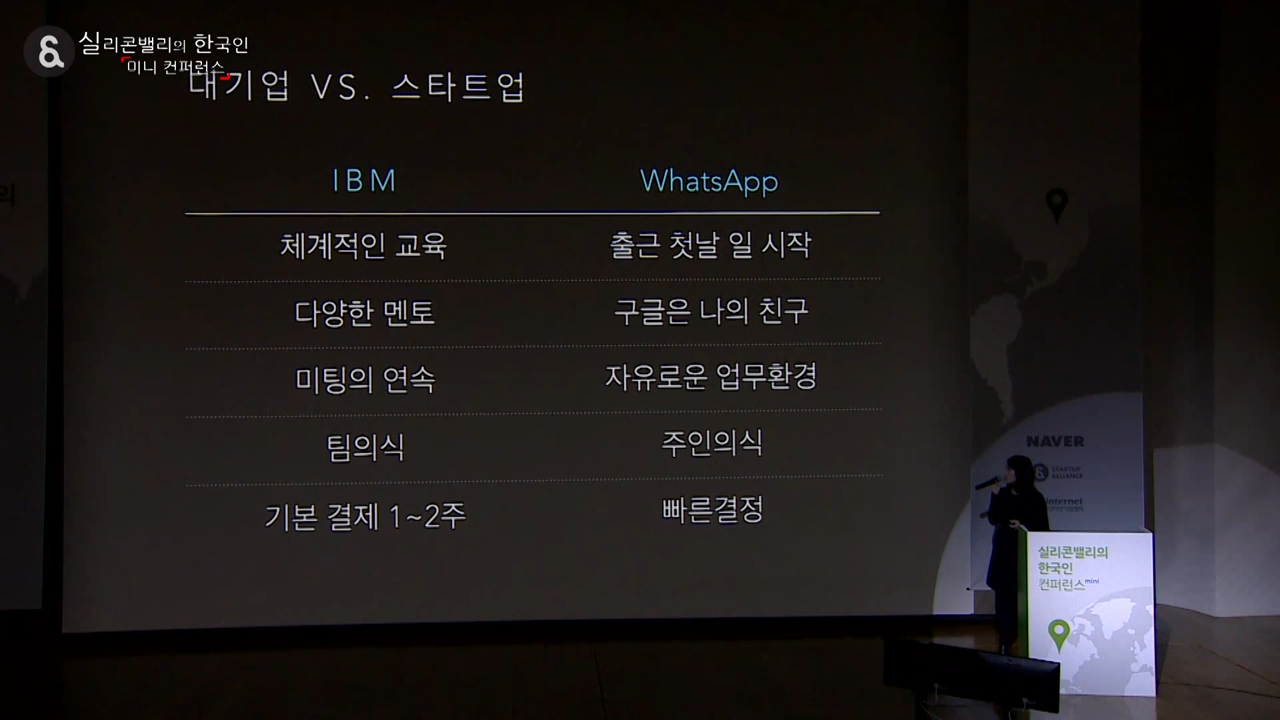 실리콘밸리의 한국인
미니 컨퍼런스
대기업 VS. 스타트업
IBM WhatsApp
체계적인 교육 출근 첫날 일 시작
다양한 멘토 구글은 나의 친구
미팅의 연속 자유로운 업무환경
팀의식 주인의식
기본 결제 1~2주 빠른결정
NAVER
STARTUP
ALLIANCE
internet
실리콘밸리의
한국인
컨퍼런스mini